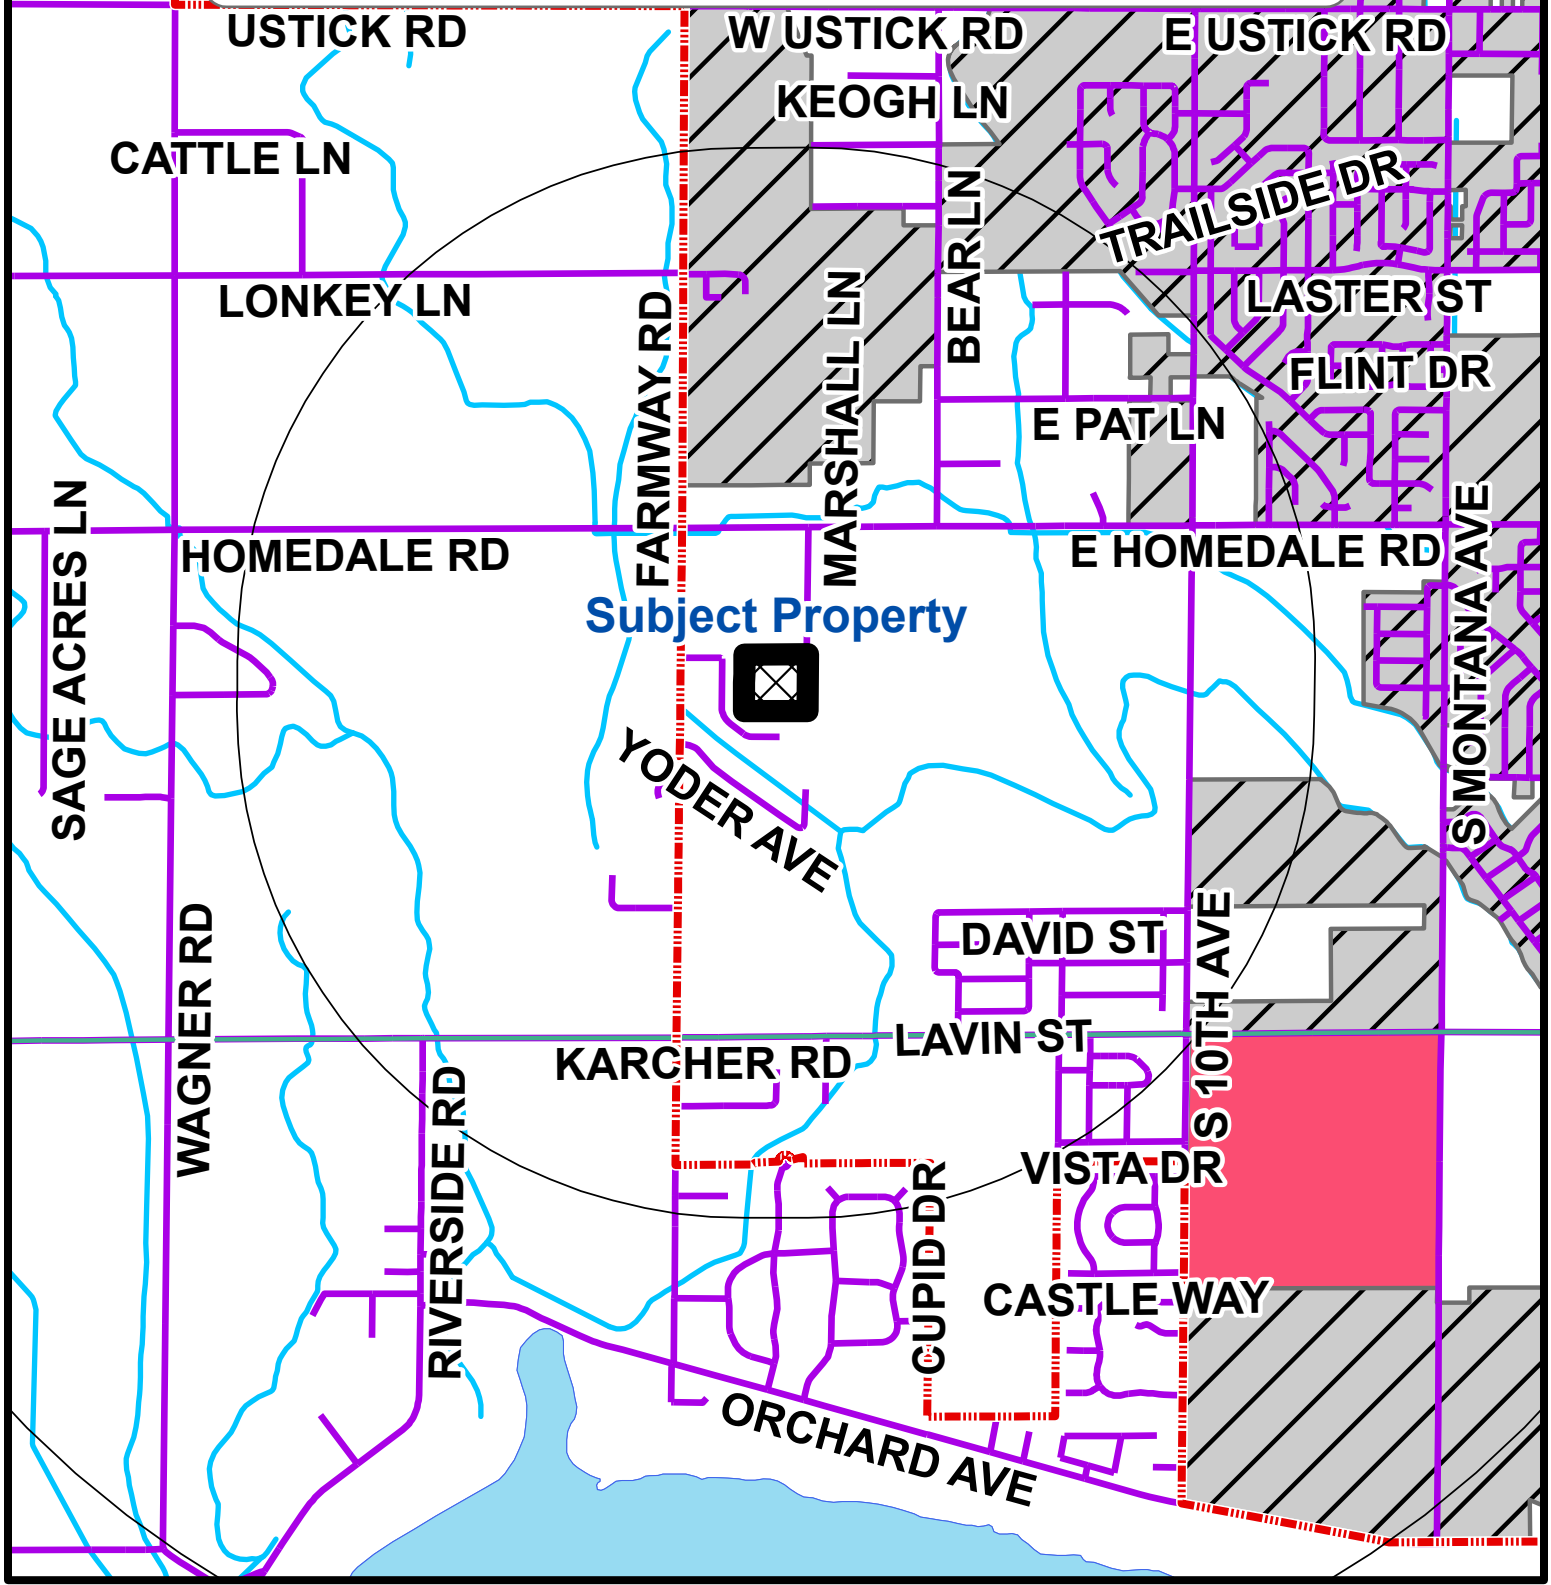 USTICK RD
W USTICK RD
E USTICK RD
KEOGH LN
CATTLE LN
TRAILSIDE DR
BEAR LN
LONKEY LN
LASTER ST
FARMWAY RD
MARSHALL LN
FLINT DR
E PAT LN
SAGE ACRES LN
HOMEDALE RD
E HOMEDALE RD
S MONTANA AVE
Subject Property
YODER AVE
DAVID ST
S 10TH AVE
WAGNER RD
LAVIN ST
KARCHER RD
RIVERSIDE RD
VISTA DR
CUPID DR
CASTLE WAY
ORCHARD AVE